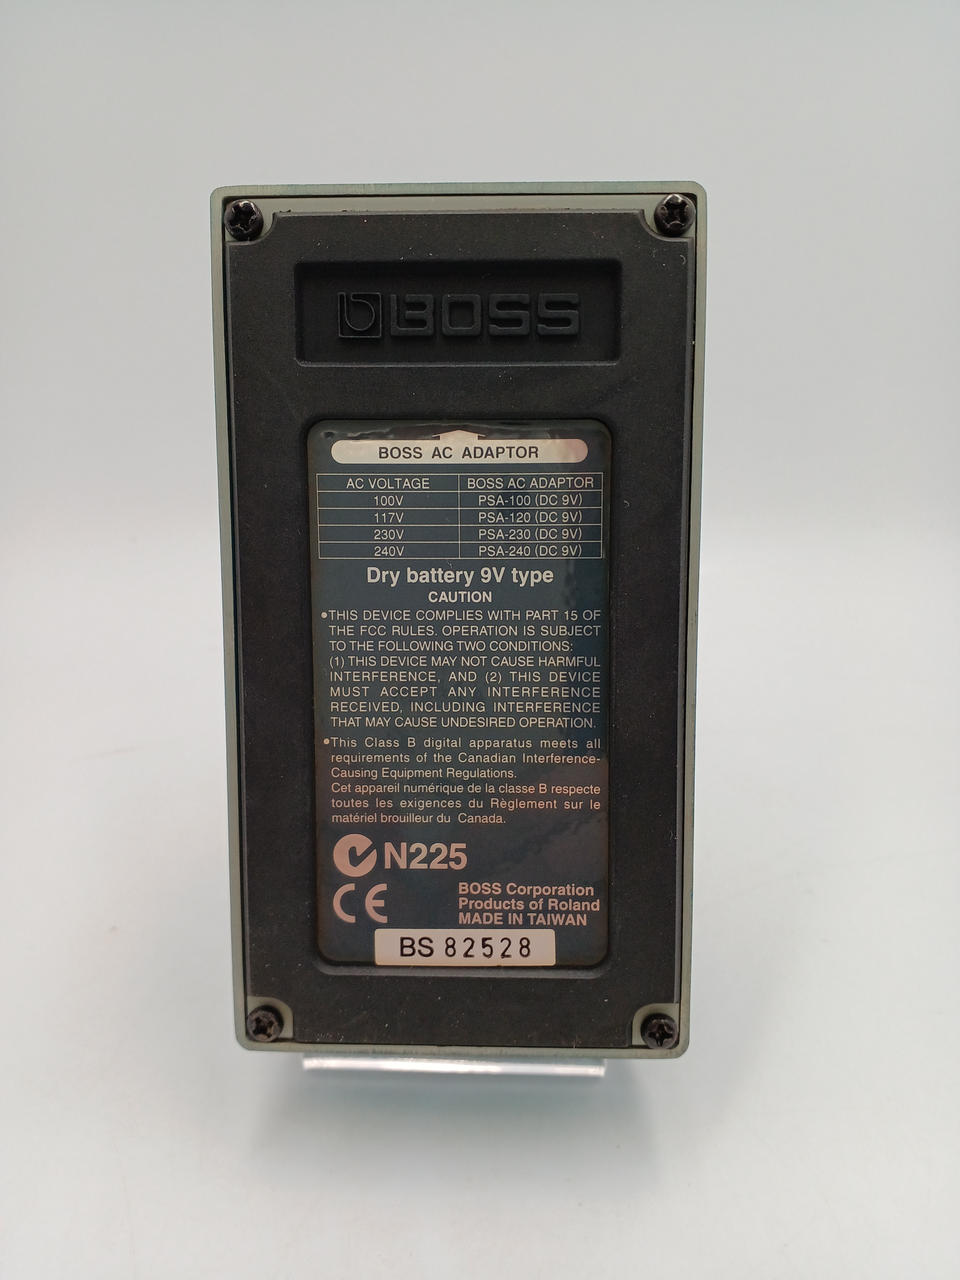 BOSS
BOSS AC ADAPTOR
AC VOLTAGE BOSS AC ADAPTOR
100V PSA-100 (DC 9V)
117V PSA-120 (DC 9V)
230V PSA-230 (DC 9V)
240V PSA-240 (DC 9V)
Dry battery 9V type
CAUTION
•THIS DEVICE COMPLIES WITH PART 15 OF
THE FCC RULES. OPERATION IS SUBJECT
TO THE FOLLOWING TWO CONDITIONS:
(1) THIS DEVICE MAY NOT CAUSE HARMFUL
INTERFERENCE, AND (2) THIS DEVICE
MUST ACCEPT ANY INTERFERENCE
RECEIVED, INCLUDING INTERFERENCE
THAT MAY CAUSE UNDESIRED OPERATION.
•This Class B digital apparatus meets all
requirements of the Canadian Interference-
Causing Equipment Regulations.
Cet appareil numérique de la classe B respecte
toutes les exigences du Règlement sur le
matériel brouilleur du Canada.
N225
CE
BOSS Corporation
Products of Roland
MADE IN TAIWAN
BS 82528